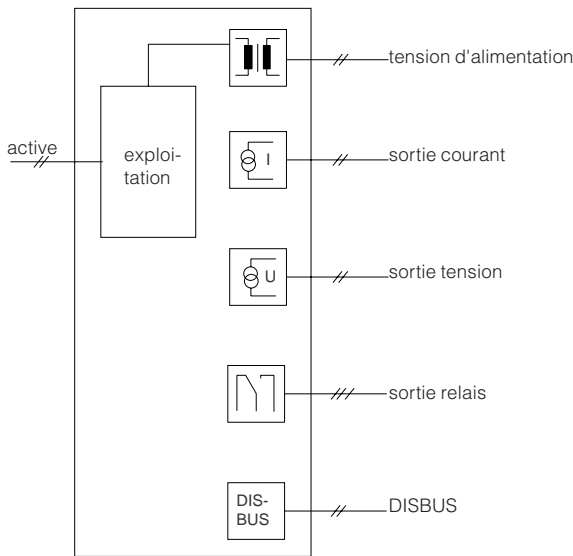 tension d'alimentation
active
exploi-
tation
I
sortie courant
U
sortie tension
sortie relais
DIS-
BUS
DISBUS